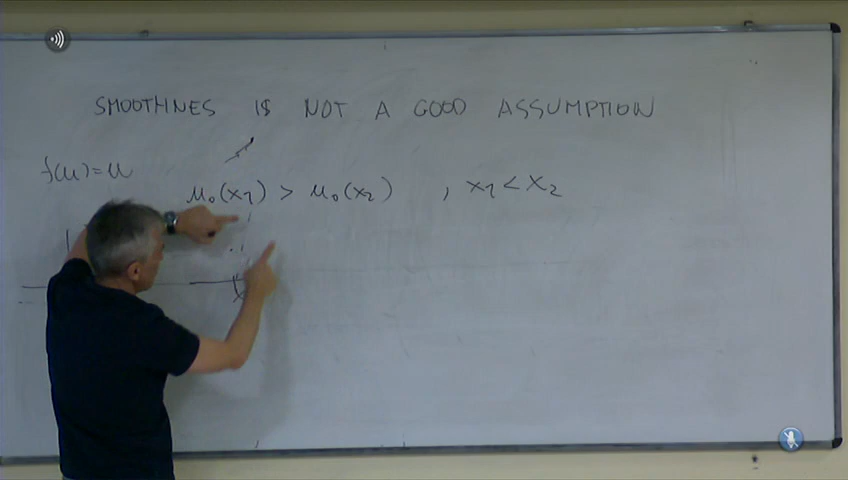 SMOOTHNES IS NOT A GOOD ASSUMPTION
f(u)=u
u₀(x₁) > u₀(x₂) , x₁ < x₂